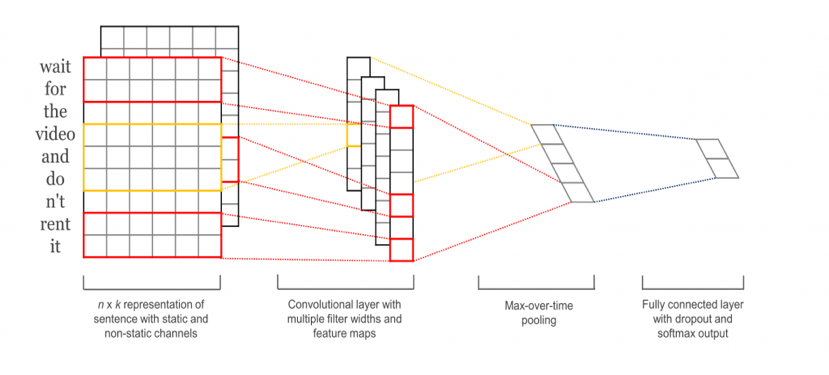 wait
for
the
video
and
do
n't
rent
it
n x k representation of
sentence with static and
non-static channels
Convolutional layer with
multiple filter widths and
feature maps
Max-over-time
pooling
Fully connected layer
with dropout and
softmax output